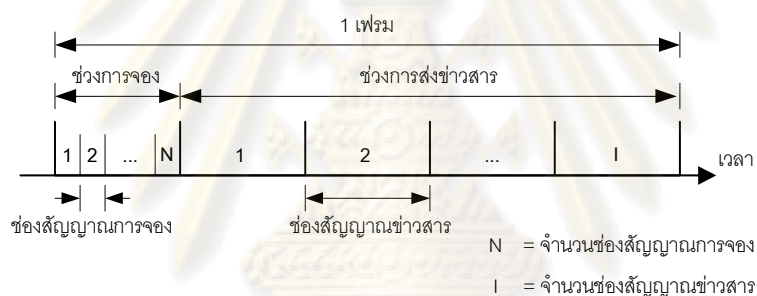 1 เฟรม
ช่วงการจอง ช่วงการส่งข่าวสาร
1 2 ... N 1 2 ... I เวลา
ช่องสัญญาณการจอง ช่องสัญญาณข่าวสาร
N = จำนวนช่องสัญญาณการจอง
I = จำนวนช่องสัญญาณข่าวสาร